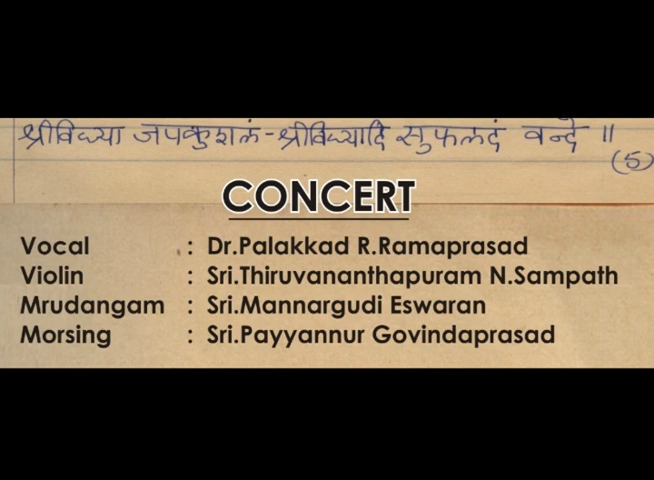 श्रीविध्या जपकुशलं-श्रीविध्यादि सुफलदं वन्दे ॥
(5)
CONCERT
Vocal : Dr.Palakkad R.Ramaprasad
Violin : Sri.Thiruvananthapuram N.Sampath
Mrudangam : Sri.Mannargudi Eswaran
Morsing : Sri.Payyannur Govindaprasad